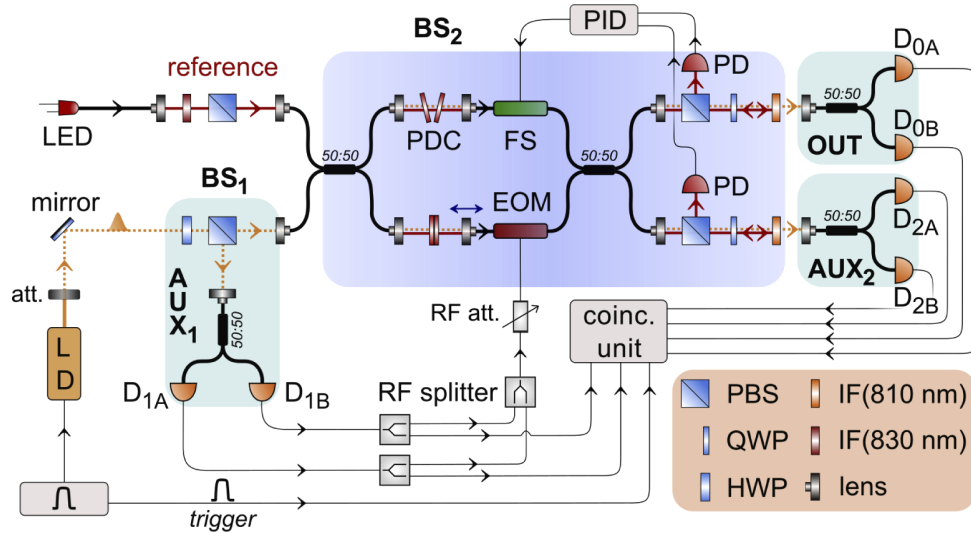 BS2
PID
D0A
reference
PD
50:50
OUT
LED
PDC
FS
D0B
50:50
50:50
BS1
EOM
PD
50:50
D2A
mirror
AUX2
D2B
att.
AUX1
50:50
RF att.
coinc.
unit
LD
D1A
D1B
RF splitter
PBS
IF(810 nm)
QWP
IF(830 nm)
HWP
lens
trigger